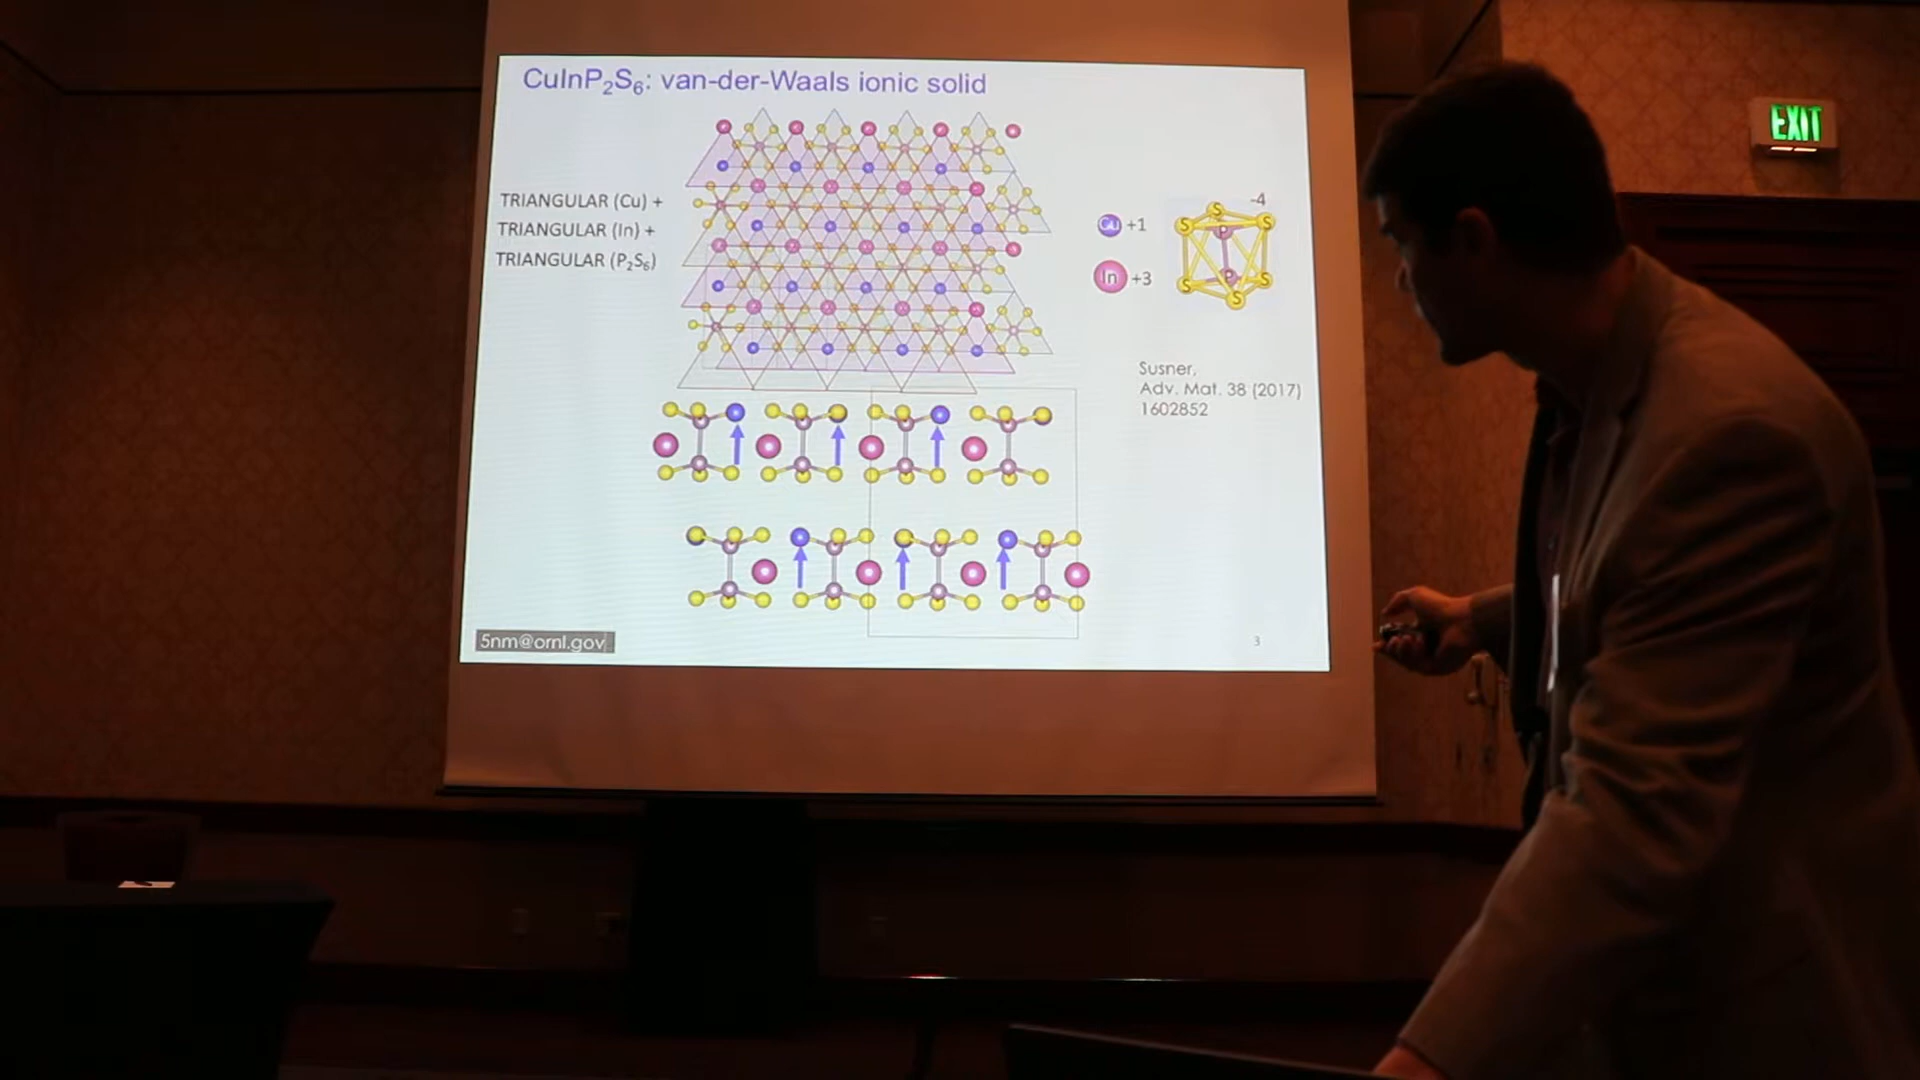 CuInP₂S₆: van-der-Waals ionic solid
TRIANGULAR (Cu) +
TRIANGULAR (In) +
TRIANGULAR (P₂S₆)
Cu +1
In +3
-4
S
S
S
P
P
S
S
S
Susner,
Adv. Mat. 38 (2017)
1602852
5nm@ornl.gov
3
EXIT